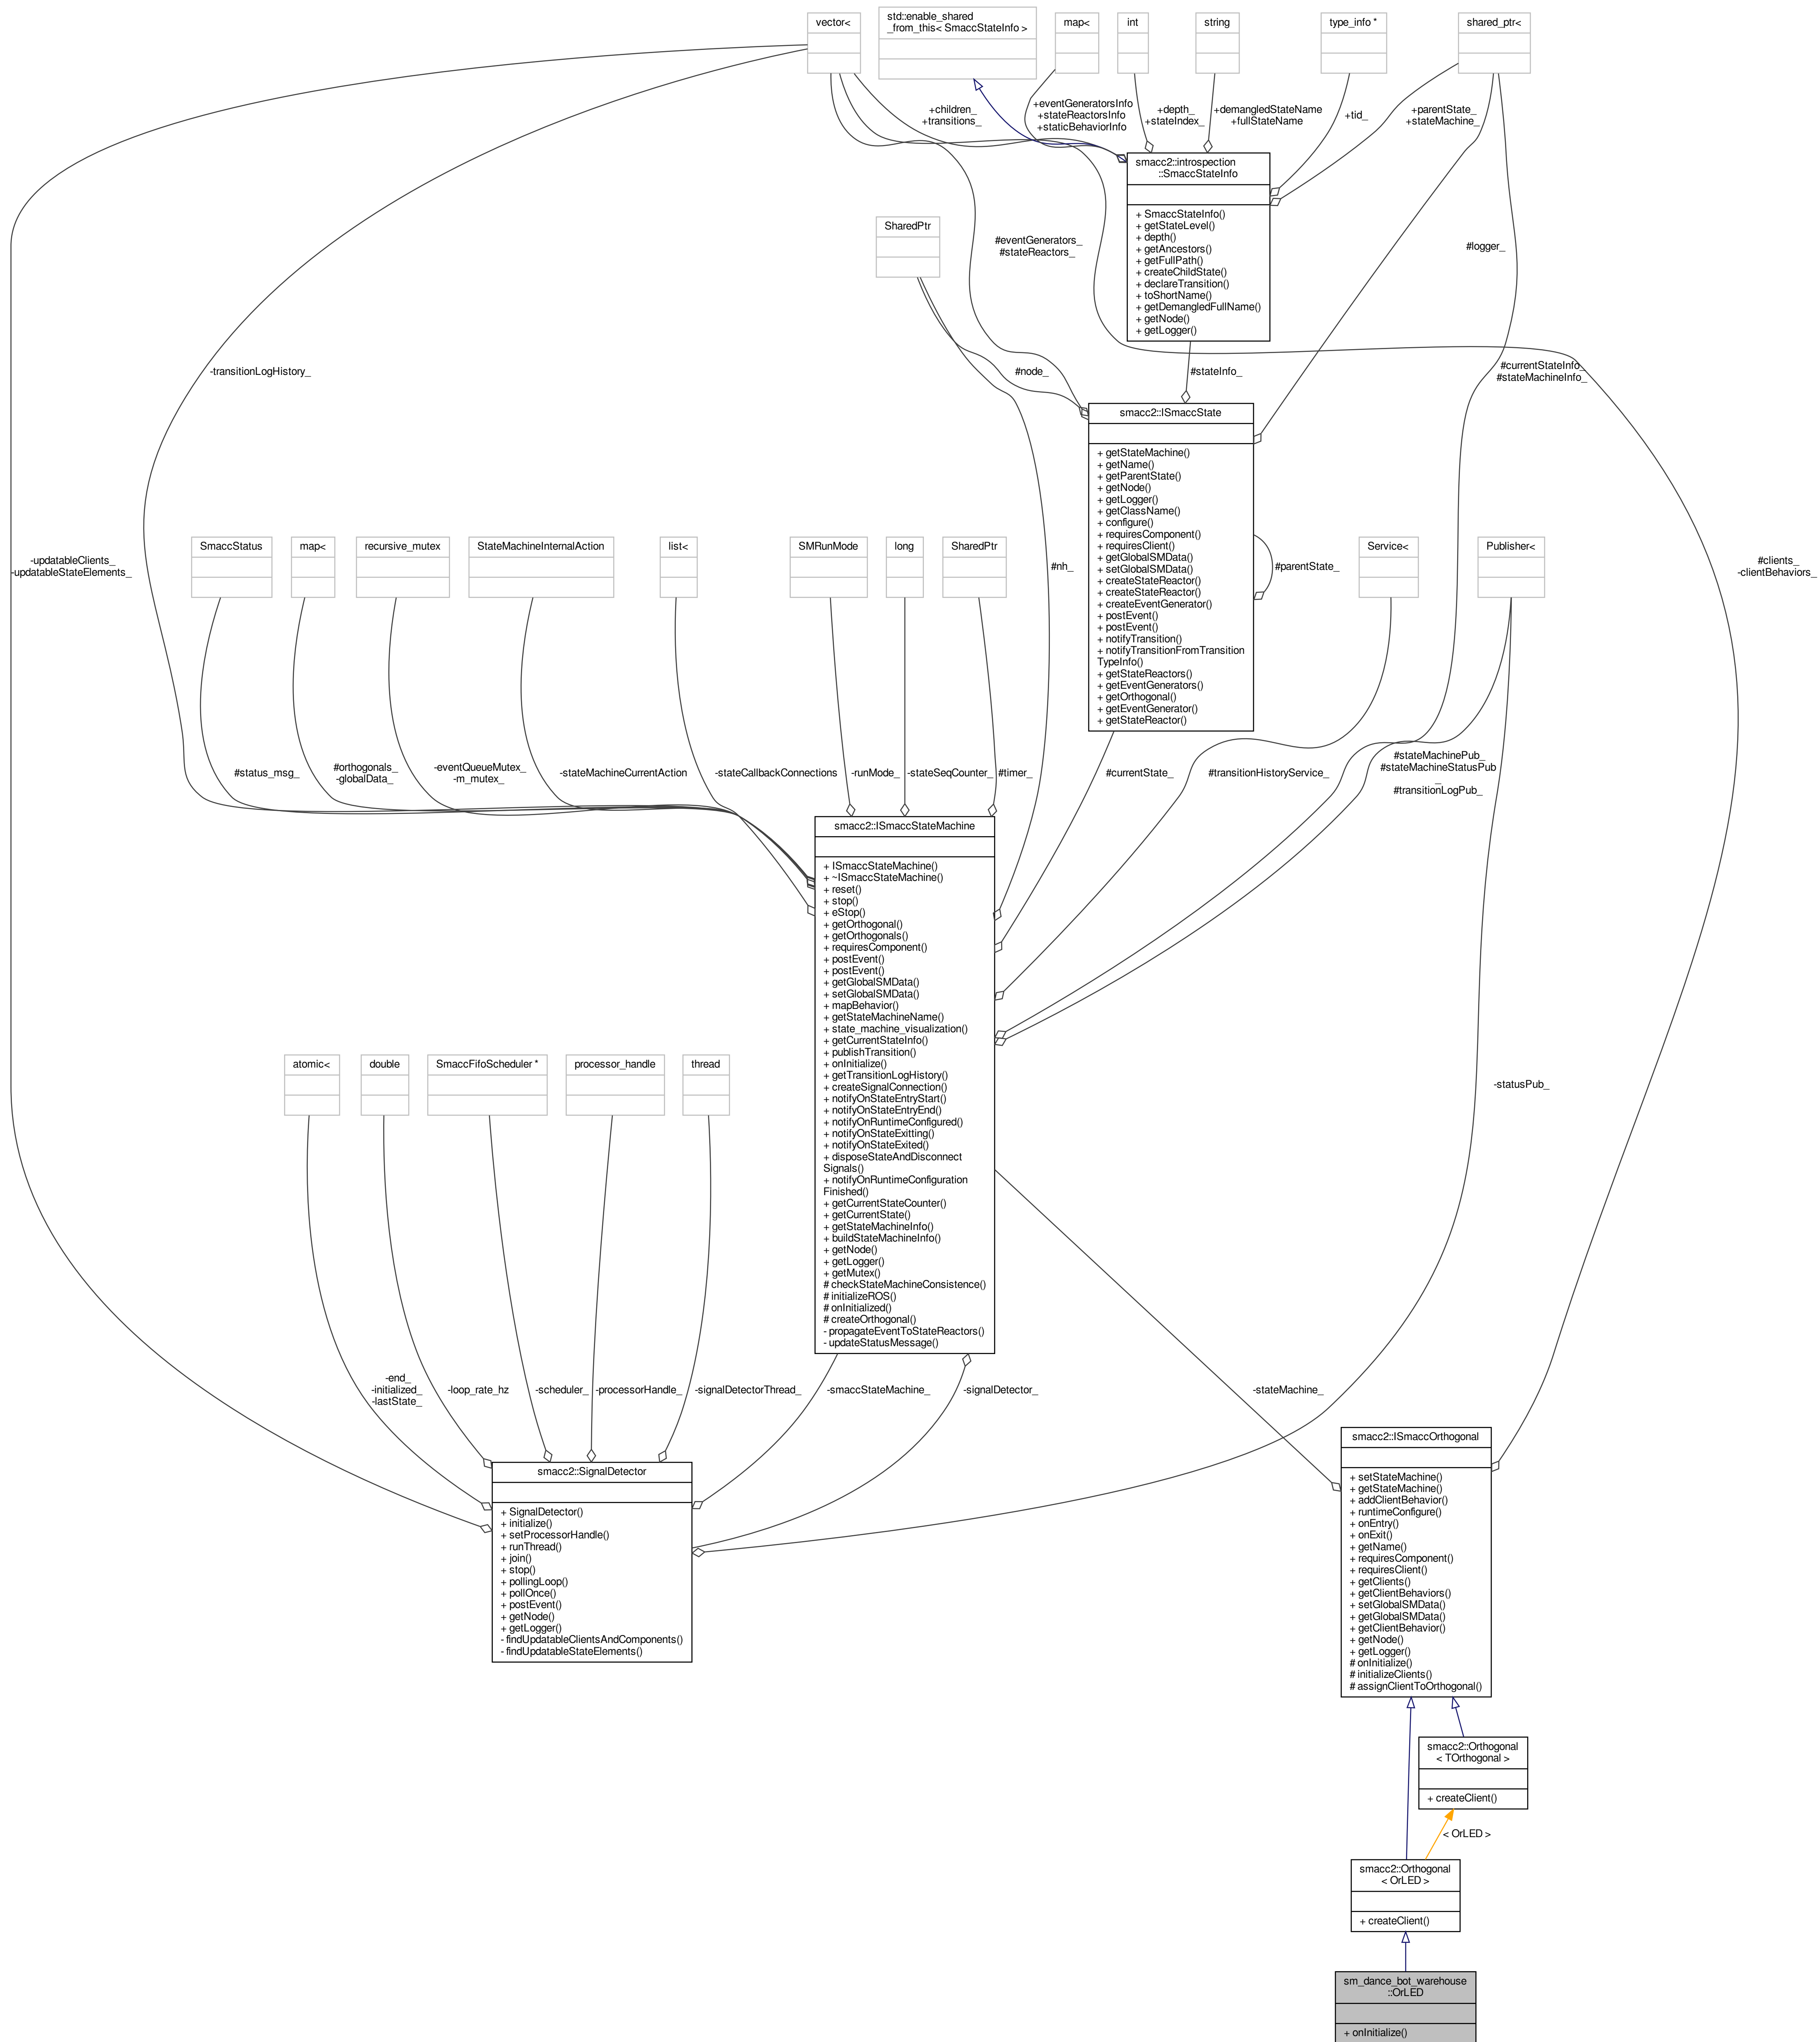 vector<
std::enable_shared
_from_this< SmaccStateInfo >
map<
int
string
type_info *
shared_ptr<
+children_
+transitions_
+eventGeneratorsInfo
+stateReactorsInfo
+staticBehaviorInfo
+depth_
+stateIndex_
+demangledStateName
+fullStateName
+tid_
+parentState_
+stateMachine_
smacc2::introspection
::SmaccStateInfo
+ SmaccStateInfo()
+ getStateLevel()
+ depth()
+ getAncestors()
+ getFullPath()
+ createChildState()
+ declareTransition()
+ toShortName()
+ getDemangledFullName()
+ getNode()
+ getLogger()
SharedPtr
#eventGenerators_
#stateReactors_
#logger_
-transitionLogHistory_
#node_
#stateInfo_
#currentStateInfo_
#stateMachineInfo_
smacc2::ISmaccState
+ getStateMachine()
+ getName()
+ getParentState()
+ getNode()
+ getLogger()
+ getClassName()
+ configure()
+ requiresComponent()
+ requiresClient()
+ getGlobalSMData()
+ setGlobalSMData()
+ createStateReactor()
+ createStateReactor()
+ createEventGenerator()
+ postEvent()
+ postEvent()
+ notifyTransition()
+ notifyTransitionFromTransition
TypeInfo()
+ getStateReactors()
+ getEventGenerators()
+ getOrthogonal()
+ getEventGenerator()
+ getStateReactor()
#parentState_
-updatableClients_
-updatableStateElements_
SmaccStatus
map<
recursive_mutex
StateMachineInternalAction
list<
SMRunMode
long
SharedPtr
#nh_
Service<
Publisher<
#clients_
-clientBehaviors_
#status_msg_
#orthogonals_
-globalData_
-eventQueueMutex_
-m_mutex_
-stateMachineCurrentAction
-stateCallbackConnections
-runMode_
-stateSeqCounter_
#timer_
#currentState_
#transitionHistoryService_
#stateMachinePub_
#stateMachineStatusPub
_
#transitionLogPub_
smacc2::ISmaccStateMachine
+ ISmaccStateMachine()
+ ~ISmaccStateMachine()
+ reset()
+ stop()
+ eStop()
+ getOrthogonal()
+ getOrthogonals()
+ requiresComponent()
+ postEvent()
+ postEvent()
+ getGlobalSMData()
+ setGlobalSMData()
+ mapBehavior()
+ getStateMachineName()
+ state_machine_visualization()
+ getCurrentStateInfo()
+ publishTransition()
+ onInitialize()
+ getTransitionLogHistory()
+ createSignalConnection()
+ notifyOnStateEntryStart()
+ notifyOnStateEntryEnd()
+ notifyOnRuntimeConfigured()
+ notifyOnStateExitting()
+ notifyOnStateExited()
+ disposeStateAndDisconnect
Signals()
+ notifyOnRuntimeConfiguration
Finished()
+ getCurrentStateCounter()
+ getCurrentState()
+ getStateMachineInfo()
+ buildStateMachineInfo()
+ getNode()
+ getLogger()
+ getMutex()
# checkStateMachineConsistence()
# initializeROS()
# onInitialized()
# createOrthogonal()
- propagateEventToStateReactors()
- updateStatusMessage()
atomic<
double
SmaccFifoScheduler *
processor_handle
thread
-statusPub_
-end_
-initialized_
-lastState_
-loop_rate_hz
-scheduler_
-processorHandle_
-signalDetectorThread_
-smaccStateMachine_
-signalDetector_
-stateMachine_
smacc2::SignalDetector
+ SignalDetector()
+ initialize()
+ setProcessorHandle()
+ runThread()
+ join()
+ stop()
+ pollingLoop()
+ pollOnce()
+ postEvent()
+ getNode()
+ getLogger()
- findUpdatableClientsAndComponents()
- findUpdatableStateElements()
smacc2::ISmaccOrthogonal
+ setStateMachine()
+ getStateMachine()
+ addClientBehavior()
+ runtimeConfigure()
+ onEntry()
+ onExit()
+ getName()
+ requiresComponent()
+ requiresClient()
+ getClients()
+ getClientBehaviors()
+ setGlobalSMData()
+ getGlobalSMData()
+ getClientBehavior()
+ getNode()
+ getLogger()
# onInitialize()
# initializeClients()
# assignClientToOrthogonal()
smacc2::Orthogonal
< TOrthogonal >
+ createClient()
< OrLED >
smacc2::Orthogonal
< OrLED >
+ createClient()
sm_dance_bot_warehouse
::OrLED
+ onInitialize()